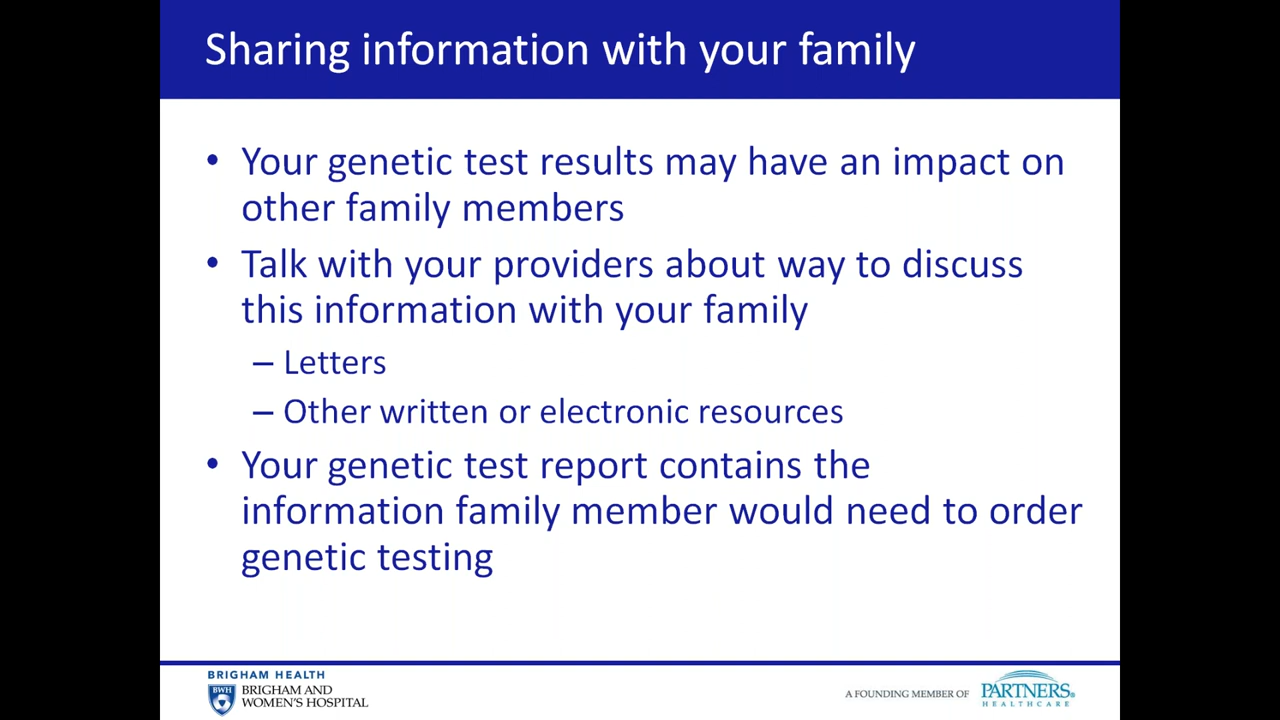 Sharing information with your family
• Your genetic test results may have an impact on
other family members
• Talk with your providers about way to discuss
this information with your family
– Letters
– Other written or electronic resources
• Your genetic test report contains the
information family member would need to order
genetic testing
BRIGHAM HEALTH
BWH
BRIGHAM AND
WOMEN'S HOSPITAL
A FOUNDING MEMBER OF
PARTNERS®
HEALTHCARE